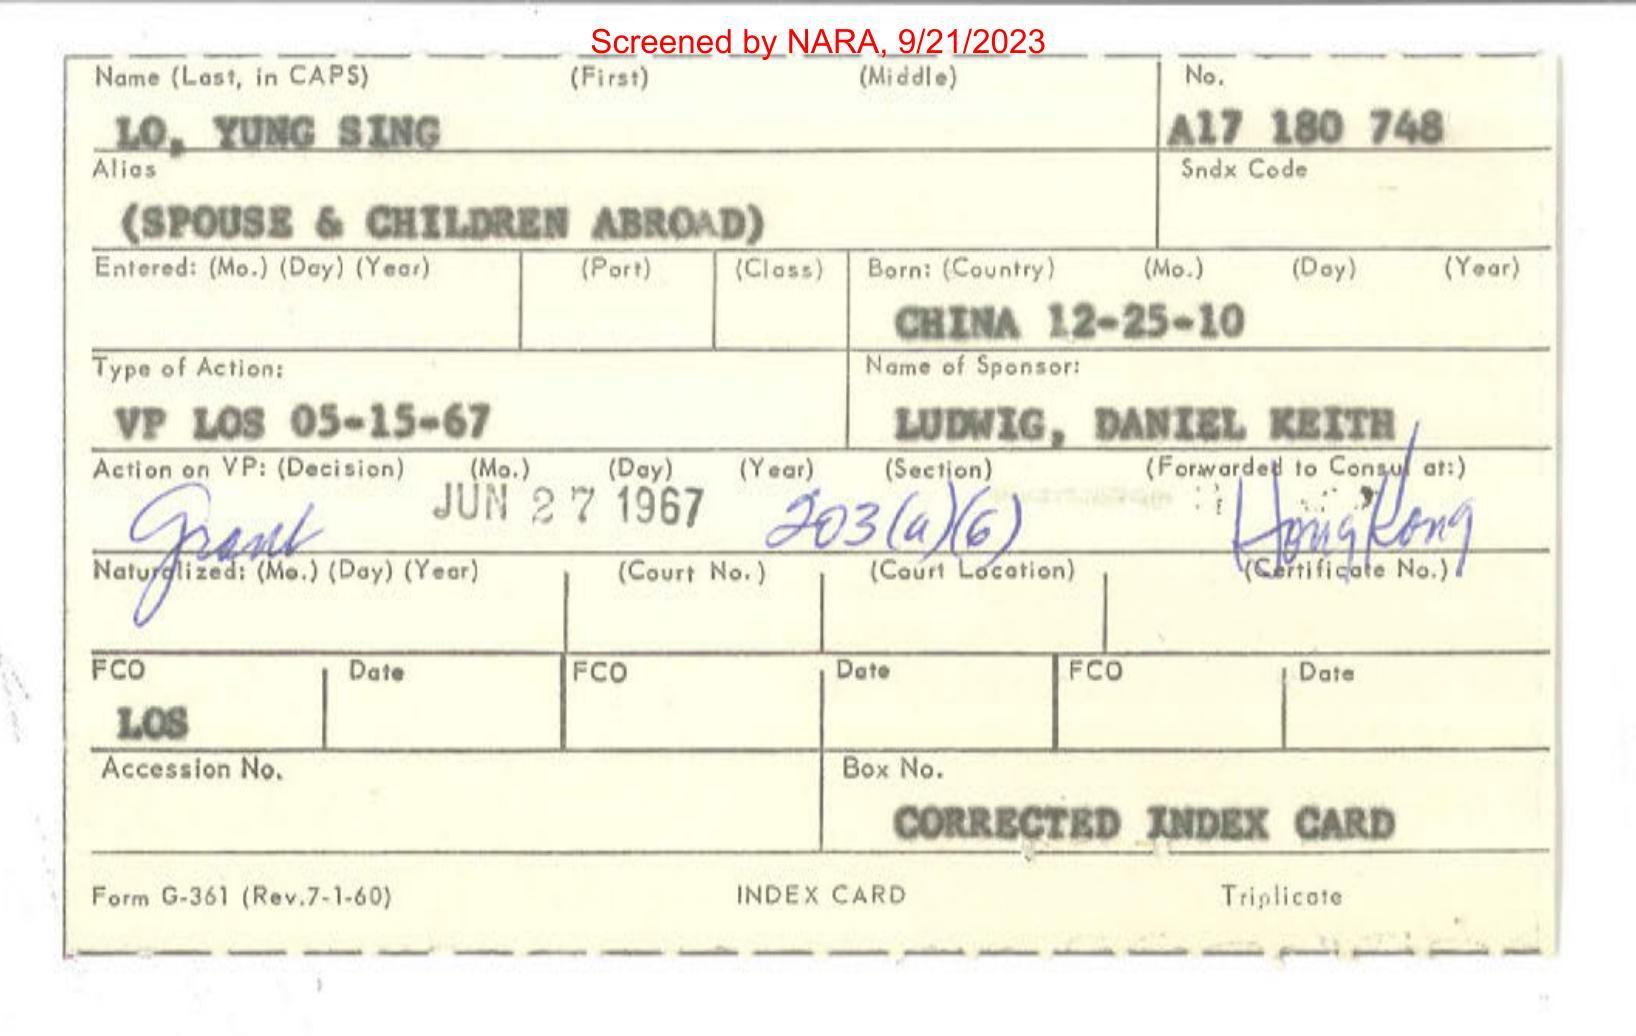 Screened by NARA, 9/21/2023
Name (Last, in CAPS) (First) (Middle) No.
LO, YUNG SING A17 180 748
Alias Sndx Code
(SPOUSE & CHILDREN ABROAD)
Entered: (Mo.) (Day) (Year) (Port) (Class) Born: (Country) (Mo.) (Day) (Year)
CHINA 12-25-10
Type of Action: Name of Sponsor:
VP LOS 05-15-67 LUDWIG, DANIEL KEITH
Action on VP: (Decision) (Mo.) (Day) (Year) (Section) (Forwarded to Consul at:)
Grant JUN 27 1967 203(a)(6) Hong Kong
Naturalized: (Mo.) (Day) (Year) (Court No.) (Court Location) (Certificate No.)
FCO Date FCO Date FCO Date
LOS
Accession No. Box No.
CORRECTED INDEX CARD
Form G-361 (Rev.7-1-60) INDEX CARD Triplicate